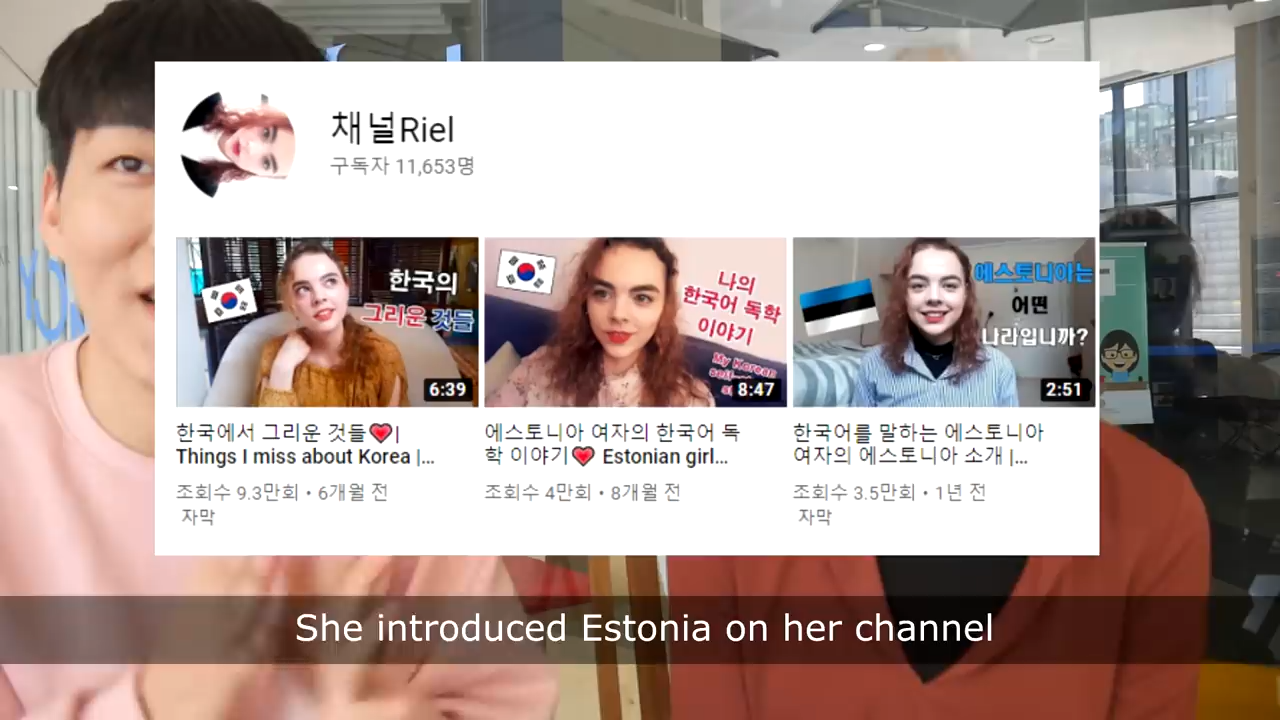 채널Riel
구독자 11,653명
한국의
그리운 것들
6:39
나의
한국어 독학
이야기
My Korean
8:47
에스토니아는
어떤
나라입니까?
2:51
한국에서 그리운 것들❤️|
Things I miss about Korea |...
조회수 9.3만회 • 6개월 전
자막
에스토니아 여자의 한국어 독
학 이야기❤️ Estonian girl...
조회수 4만회 • 8개월 전
한국어를 말하는 에스토니아
여자의 에스토니아 소개 |...
조회수 3.5만회 • 1년 전
자막
She introduced Estonia on her channel